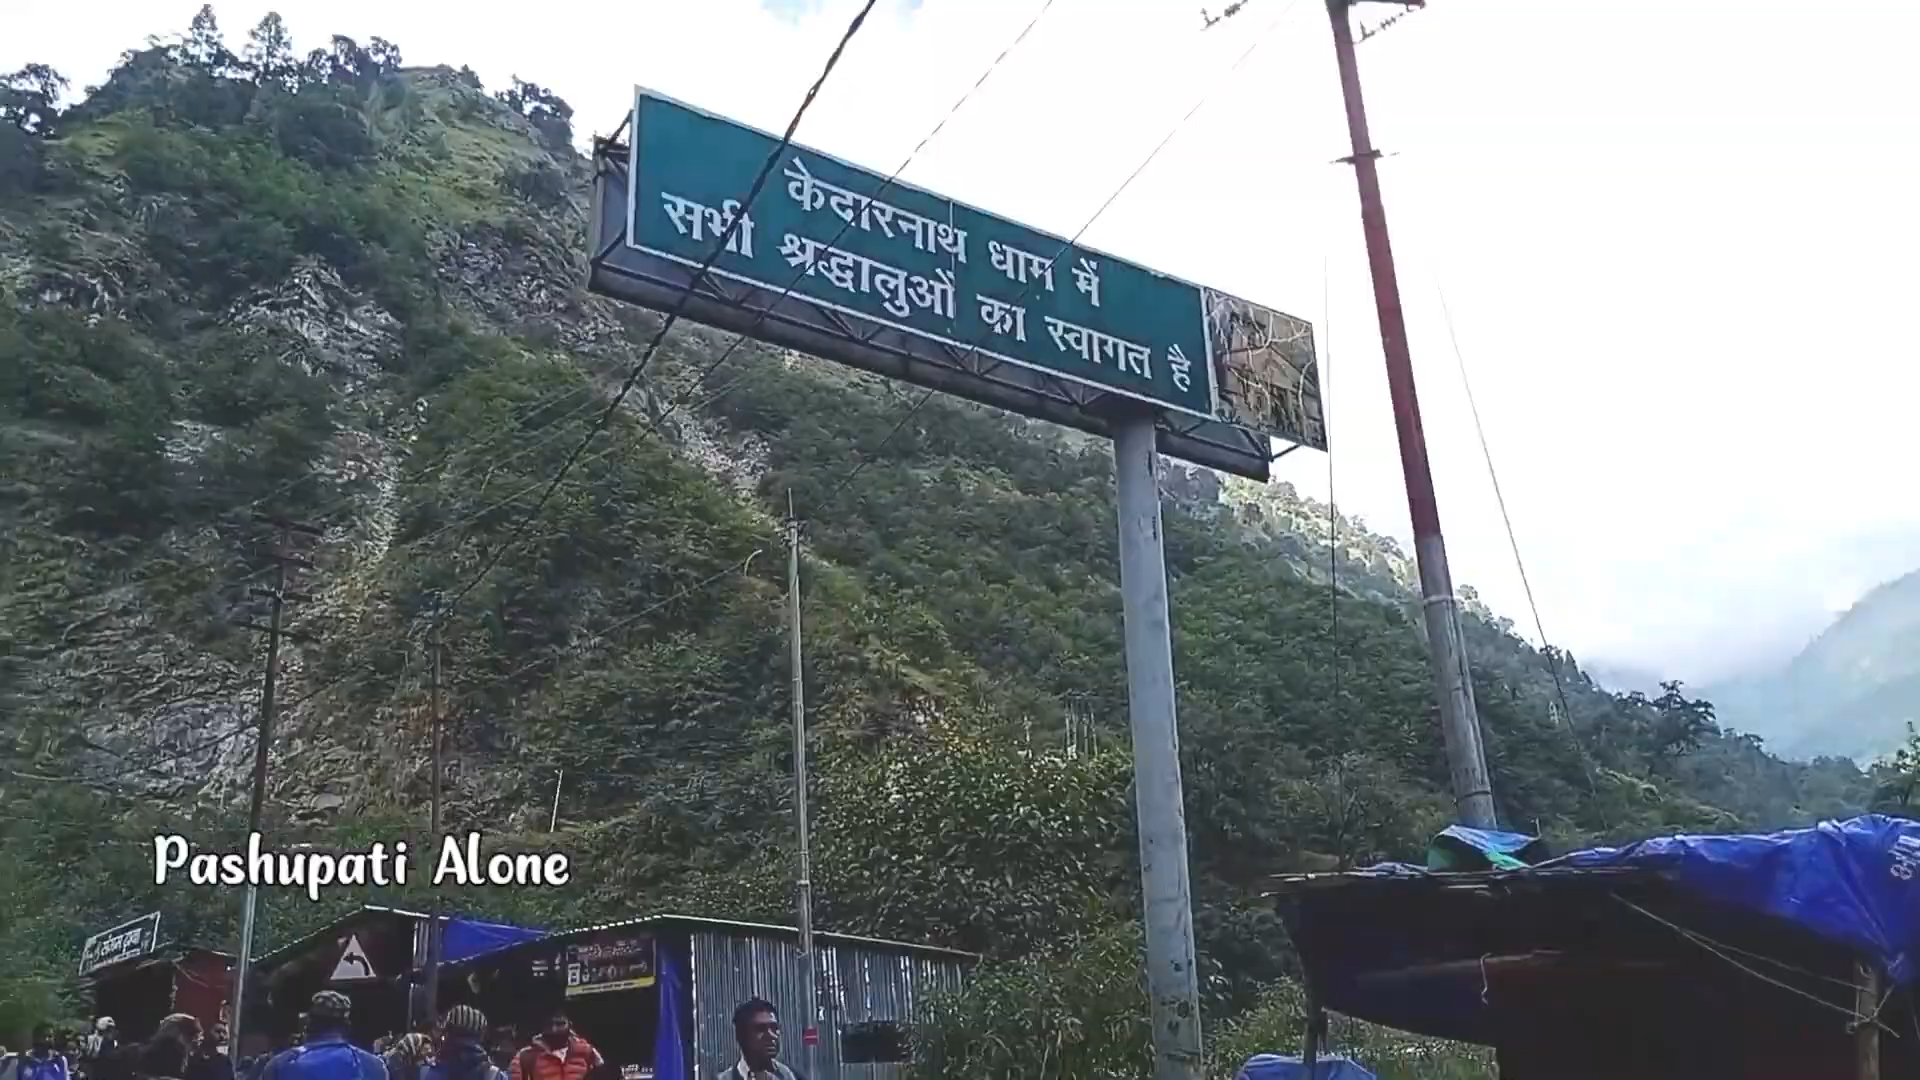 केदारनाथ धाम में
सभी श्रद्धालुओं का स्वागत है
Pashupati Alone